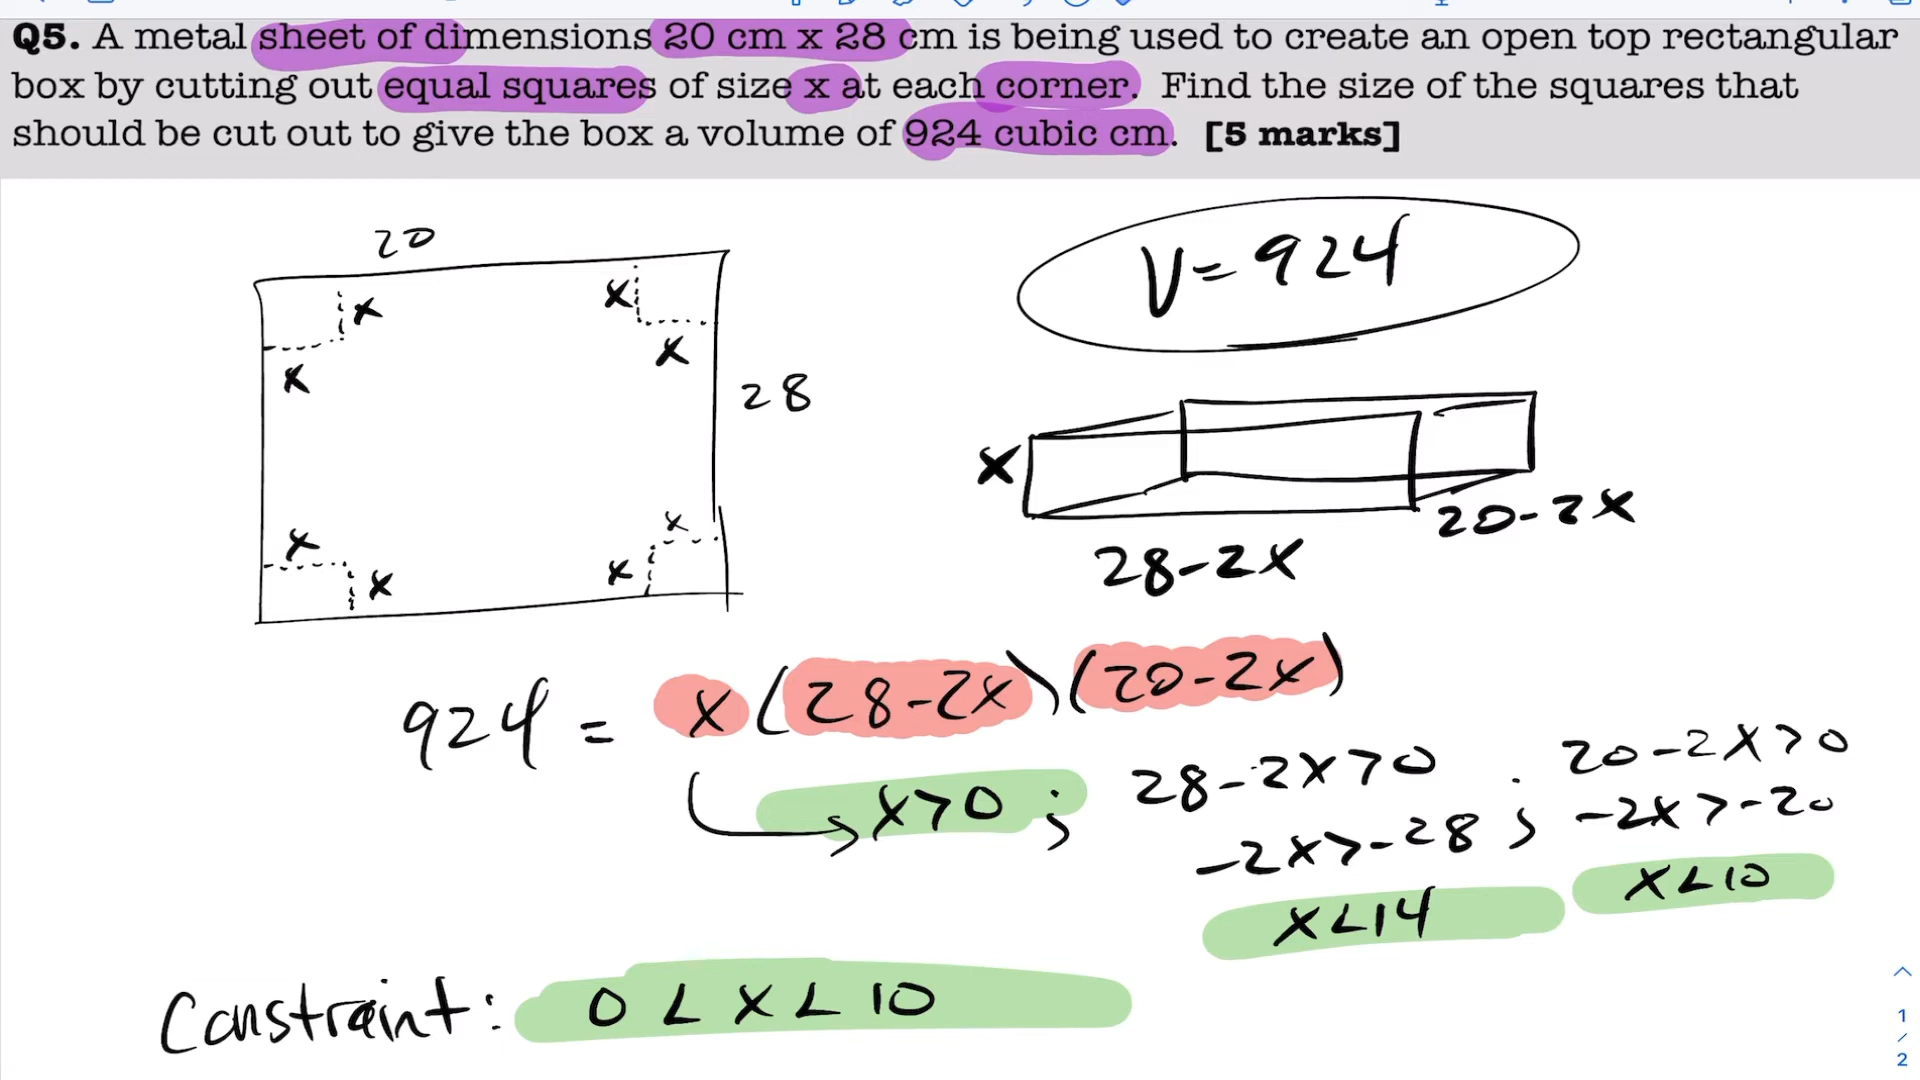 Q5. A metal sheet of dimensions 20 cm x 28 cm is being used to create an open top rectangular
box by cutting out equal squares of size x at each corner. Find the size of the squares that
should be cut out to give the box a volume of 924 cubic cm. [5 marks]
20
x
x
x
x
28
x
x
x
x
V=924
x
20-2x
28-2x
924 = x(28-2x)(20-2x)
x>0 ; 28-2x>0 ; 20-2x>0
-2x>-28
-2x>-20
x<14
x<10
Constraint: 0 < x < 10
1
/
2